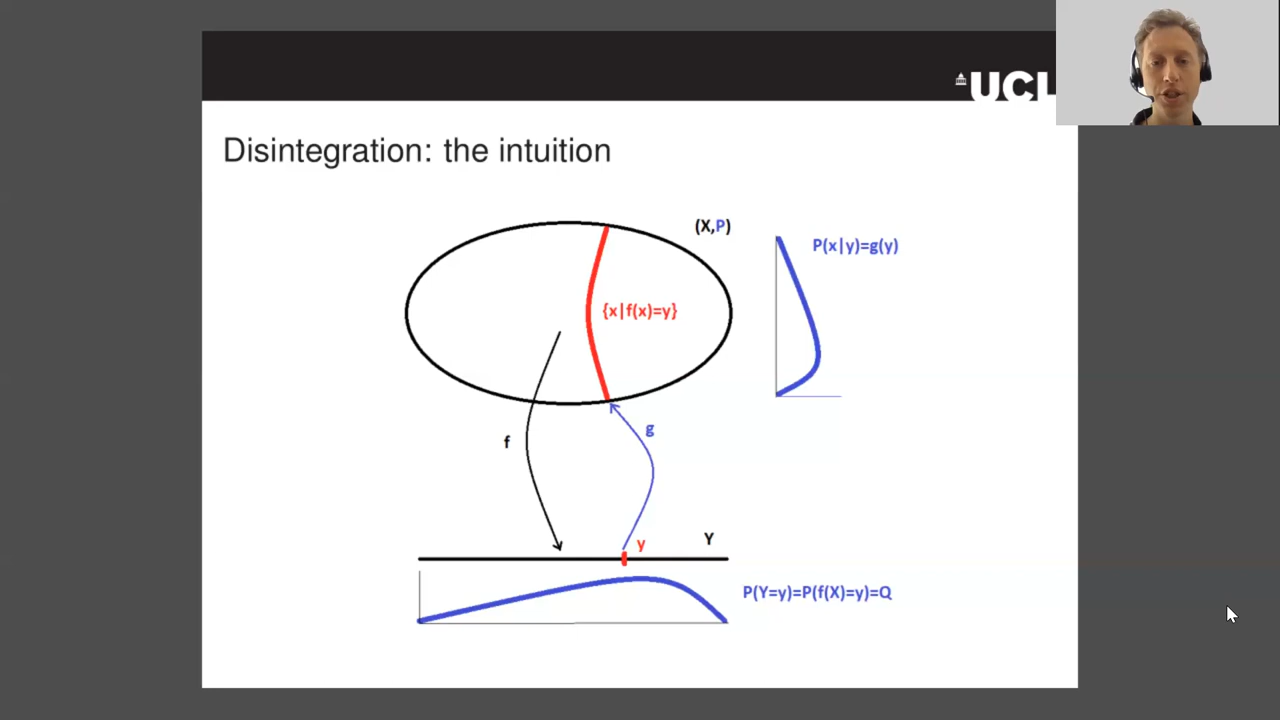 UCL
Disintegration: the intuition
(X,P)
P(x|y)=g(y)
{x|f(x)=y}
g
f
y
Y
P(Y=y)=P(f(X)=y)=Q